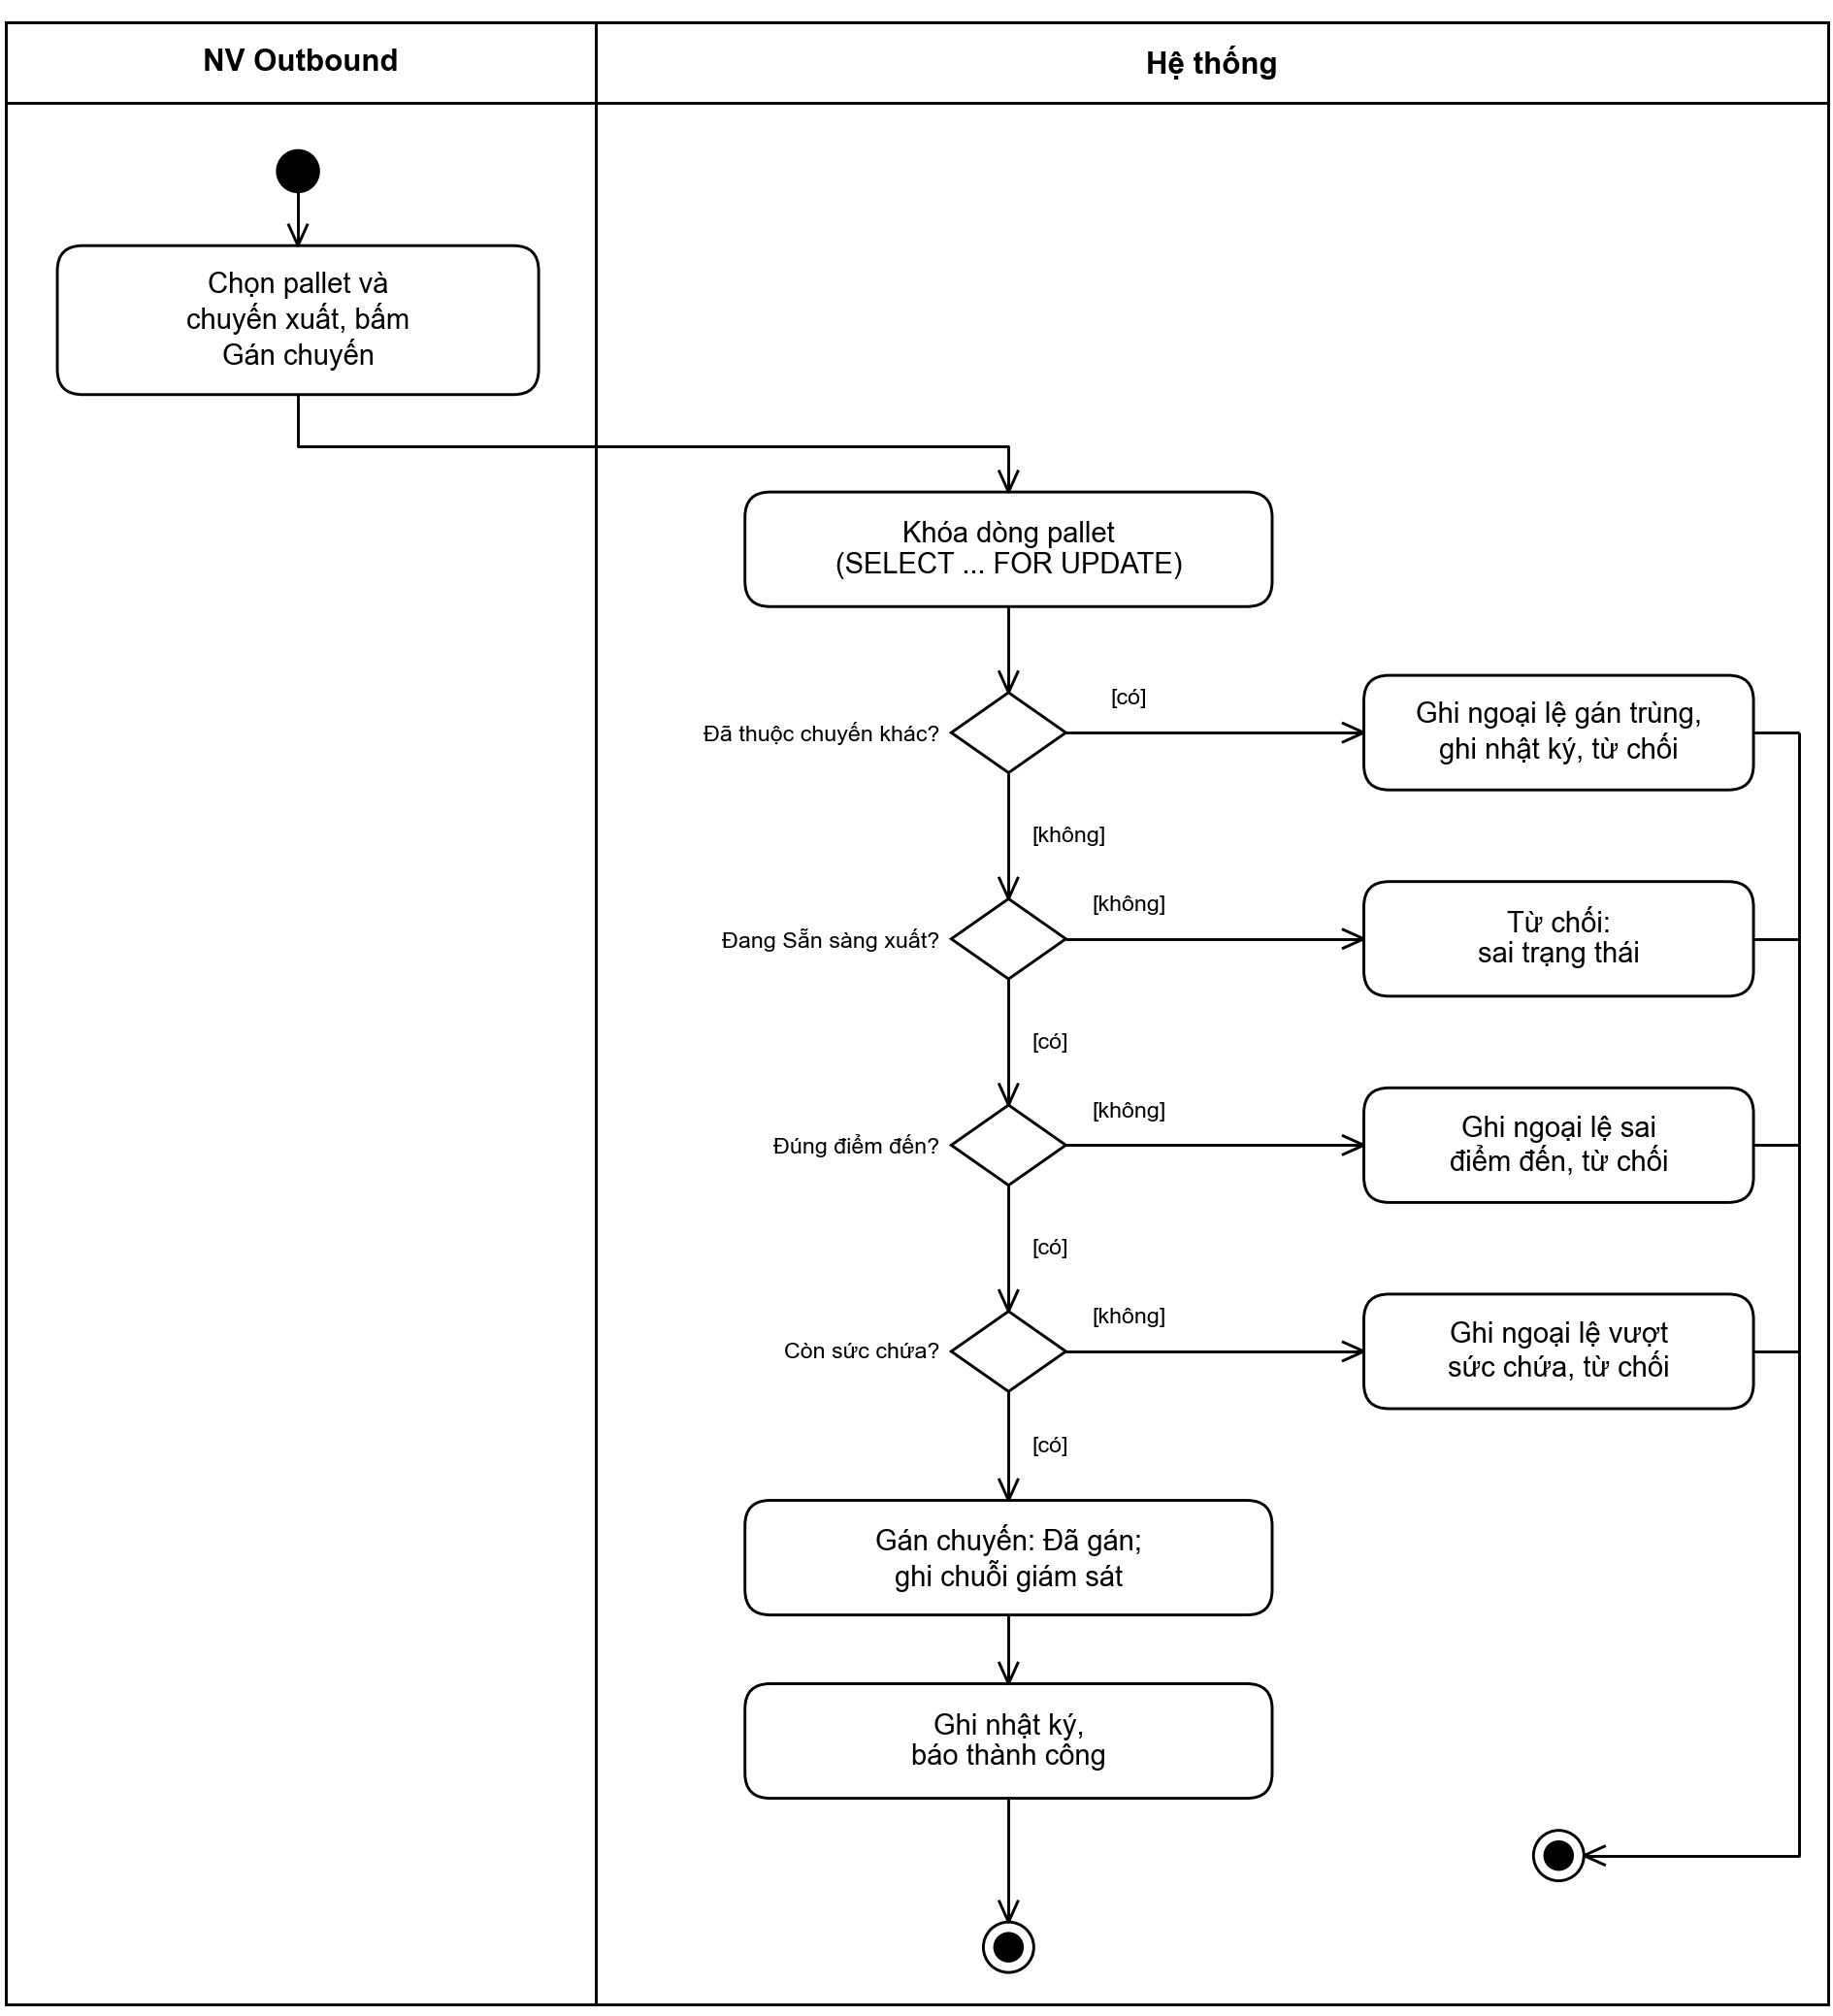 NV Outbound
Hệ thống
Chọn pallet và
chuyến xuất, bấm
Gán chuyến
Khóa dòng pallet
(SELECT ... FOR UPDATE)
Đã thuộc chuyến khác?
[có]
Ghi ngoại lệ gán trùng,
ghi nhật ký, từ chối
[không]
Đang Sẵn sàng xuất?
[không]
Từ chối:
sai trạng thái
[có]
Đúng điểm đến?
[không]
Ghi ngoại lệ sai
điểm đến, từ chối
[có]
Còn sức chứa?
[không]
Ghi ngoại lệ vượt
sức chứa, từ chối
[có]
Gán chuyến: Đã gán;
ghi chuỗi giám sát
Ghi nhật ký,
báo thành công